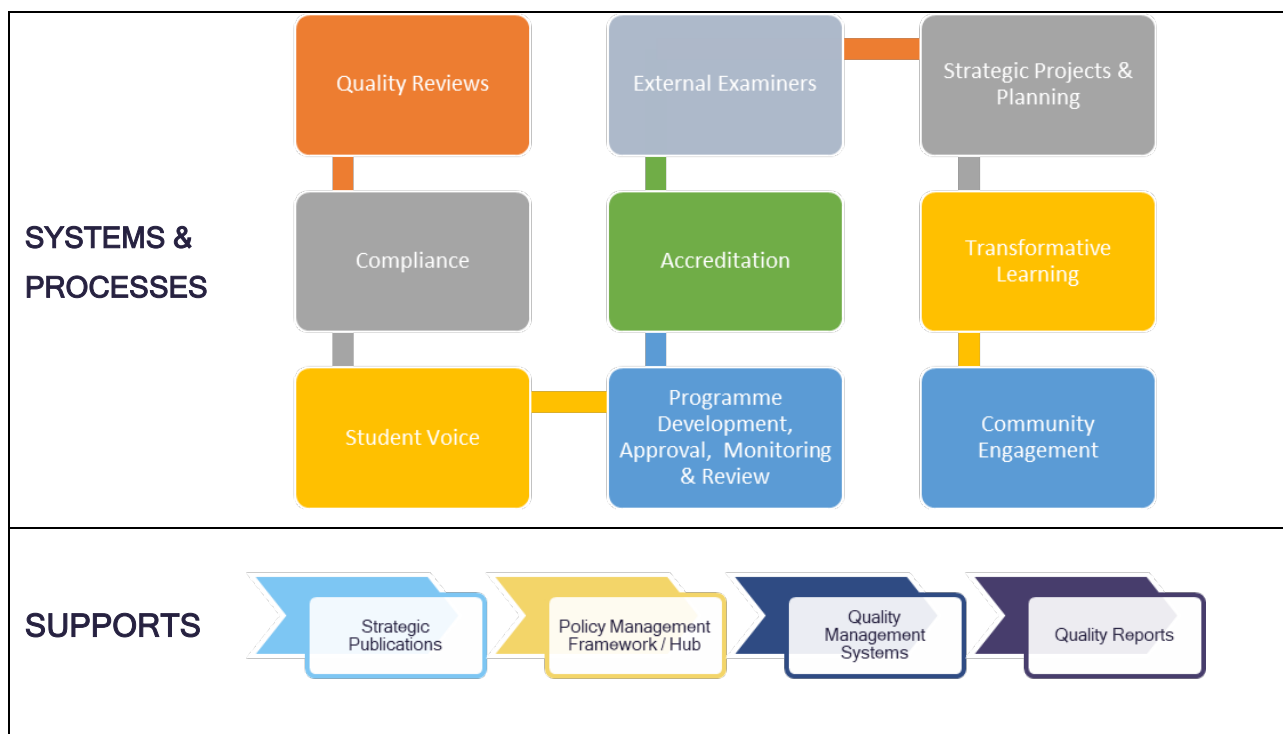 SYSTEMS &
PROCESSES
Quality Reviews
External Examiners
Strategic Projects &
Planning
Compliance
Accreditation
Transformative
Learning
Student Voice
Programme
Development,
Approval, Monitoring
& Review
Community
Engagement
SUPPORTS
Strategic
Publications
Policy Management
Framework / Hub
Quality
Management
Systems
Quality Reports